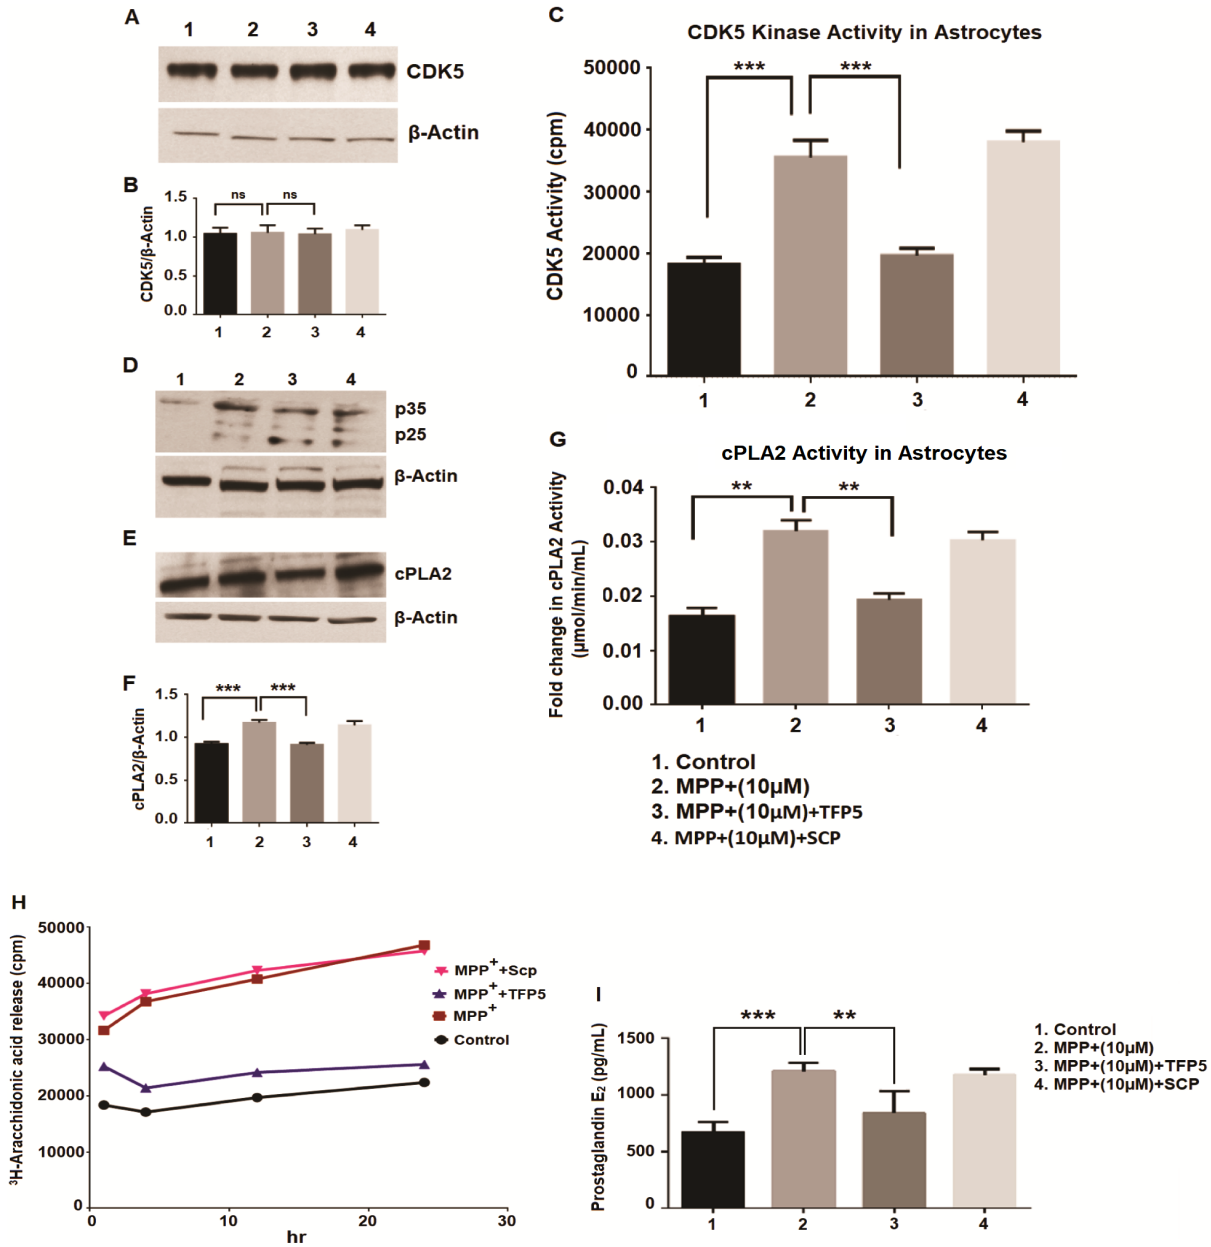 A
1 2 3 4
CDK5
β-Actin
B
CDK5/β-Actin
1.5
1.0
0.5
0.0
ns ns
1 2 3 4
C
CDK5 Kinase Activity in Astrocytes
CDK5 Activity (cpm)
50000
40000
30000
20000
10000
0
*** ***
1 2 3 4
D
1 2 3 4
p35
p25
β-Actin
E
cPLA2
β-Actin
F
cPLA2/β-Actin
1.5
1.0
0.5
0.0
*** ***
1 2 3 4
G
cPLA2 Activity in Astrocytes
Fold change in cPLA2 Activity
(µmol/min/mL)
0.04
0.03
0.02
0.01
0.00
** **
1 2 3 4
1. Control
2. MPP+(10µM)
3. MPP+(10µM)+TFP5
4. MPP+(10µM)+SCP
H
³H-Aracchidonic acid release (cpm)
50000
40000
30000
20000
10000
0
0 10 20 30
hr
MPP⁺+Scp
MPP⁺+TFP5
MPP⁺
Control
I
Prostaglandin E₂ (pg/mL)
1500
1000
500
0
*** **
1 2 3 4
1. Control
2. MPP+(10µM)
3. MPP+(10µM)+TFP5
4. MPP+(10µM)+SCP